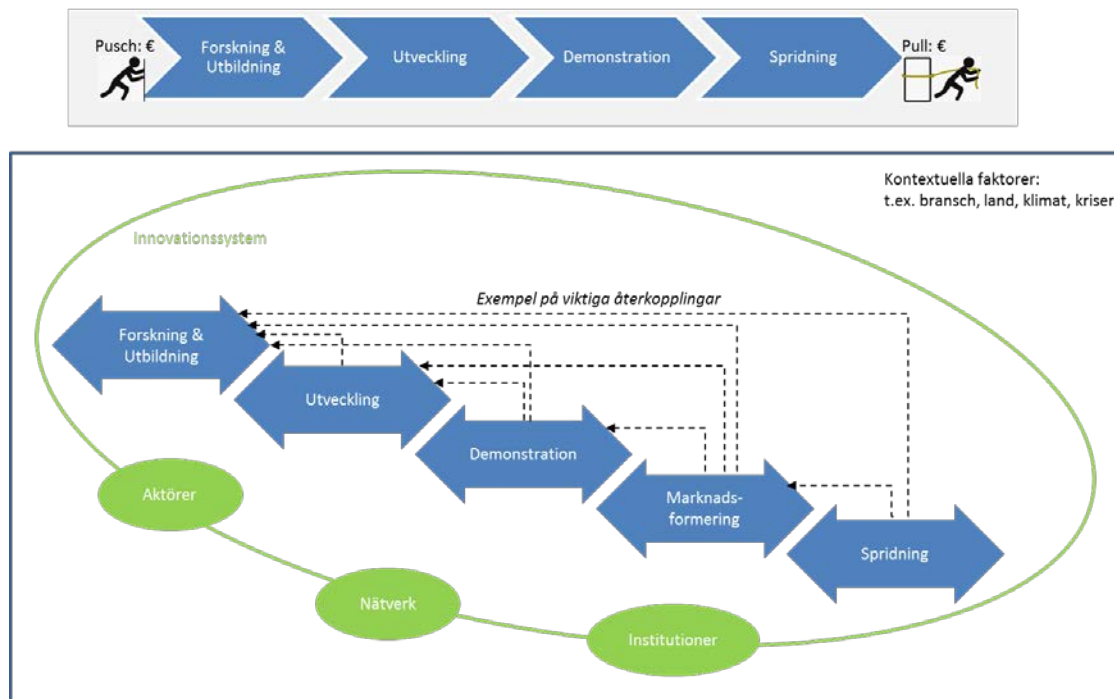 Pusch: €
Forskning &
Utbildning
Utveckling
Demonstration
Spridning
Pull: €
Kontextuella faktorer:
t.ex. bransch, land, klimat, kriser
Innovationssystem
Exempel på viktiga återkopplingar
Forskning &
Utbildning
Utveckling
Demonstration
Marknads-
formering
Spridning
Aktörer
Nätverk
Institutioner